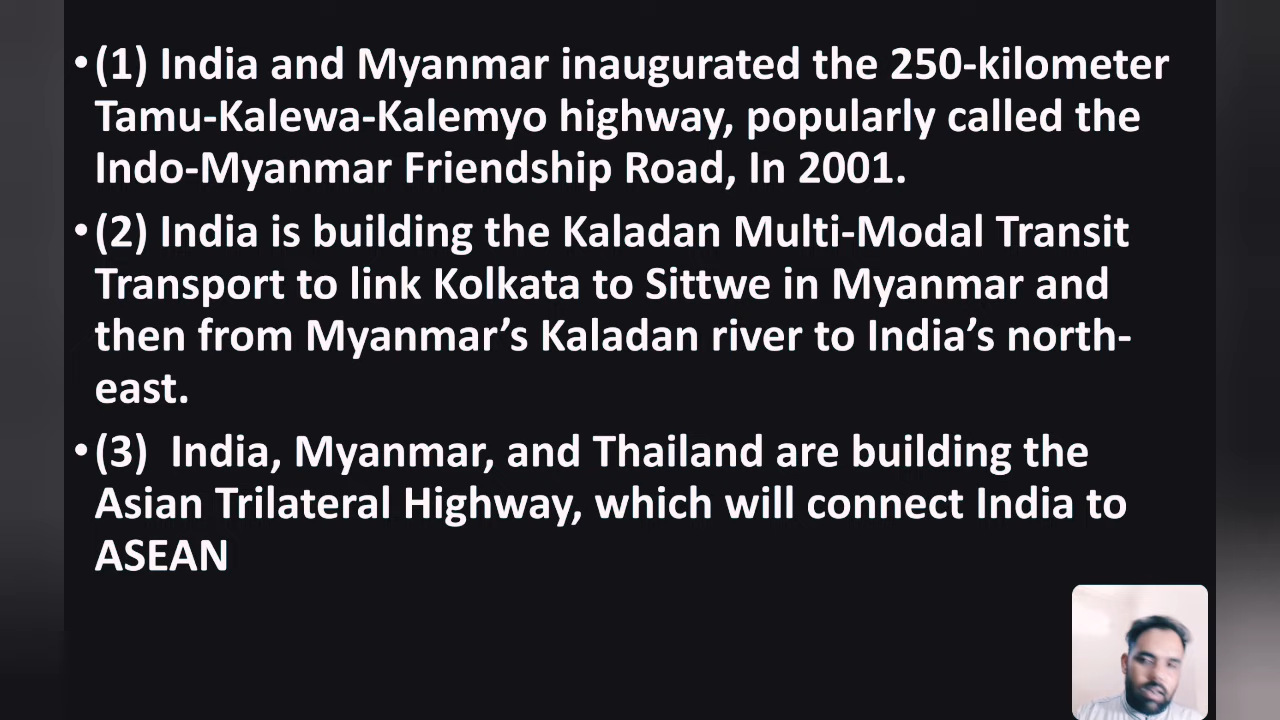 • (1) India and Myanmar inaugurated the 250-kilometer
Tamu-Kalewa-Kalemyo highway, popularly called the
Indo-Myanmar Friendship Road, In 2001.
• (2) India is building the Kaladan Multi-Modal Transit
Transport to link Kolkata to Sittwe in Myanmar and
then from Myanmar’s Kaladan river to India’s north-
east.
• (3)  India, Myanmar, and Thailand are building the
Asian Trilateral Highway, which will connect India to
ASEAN